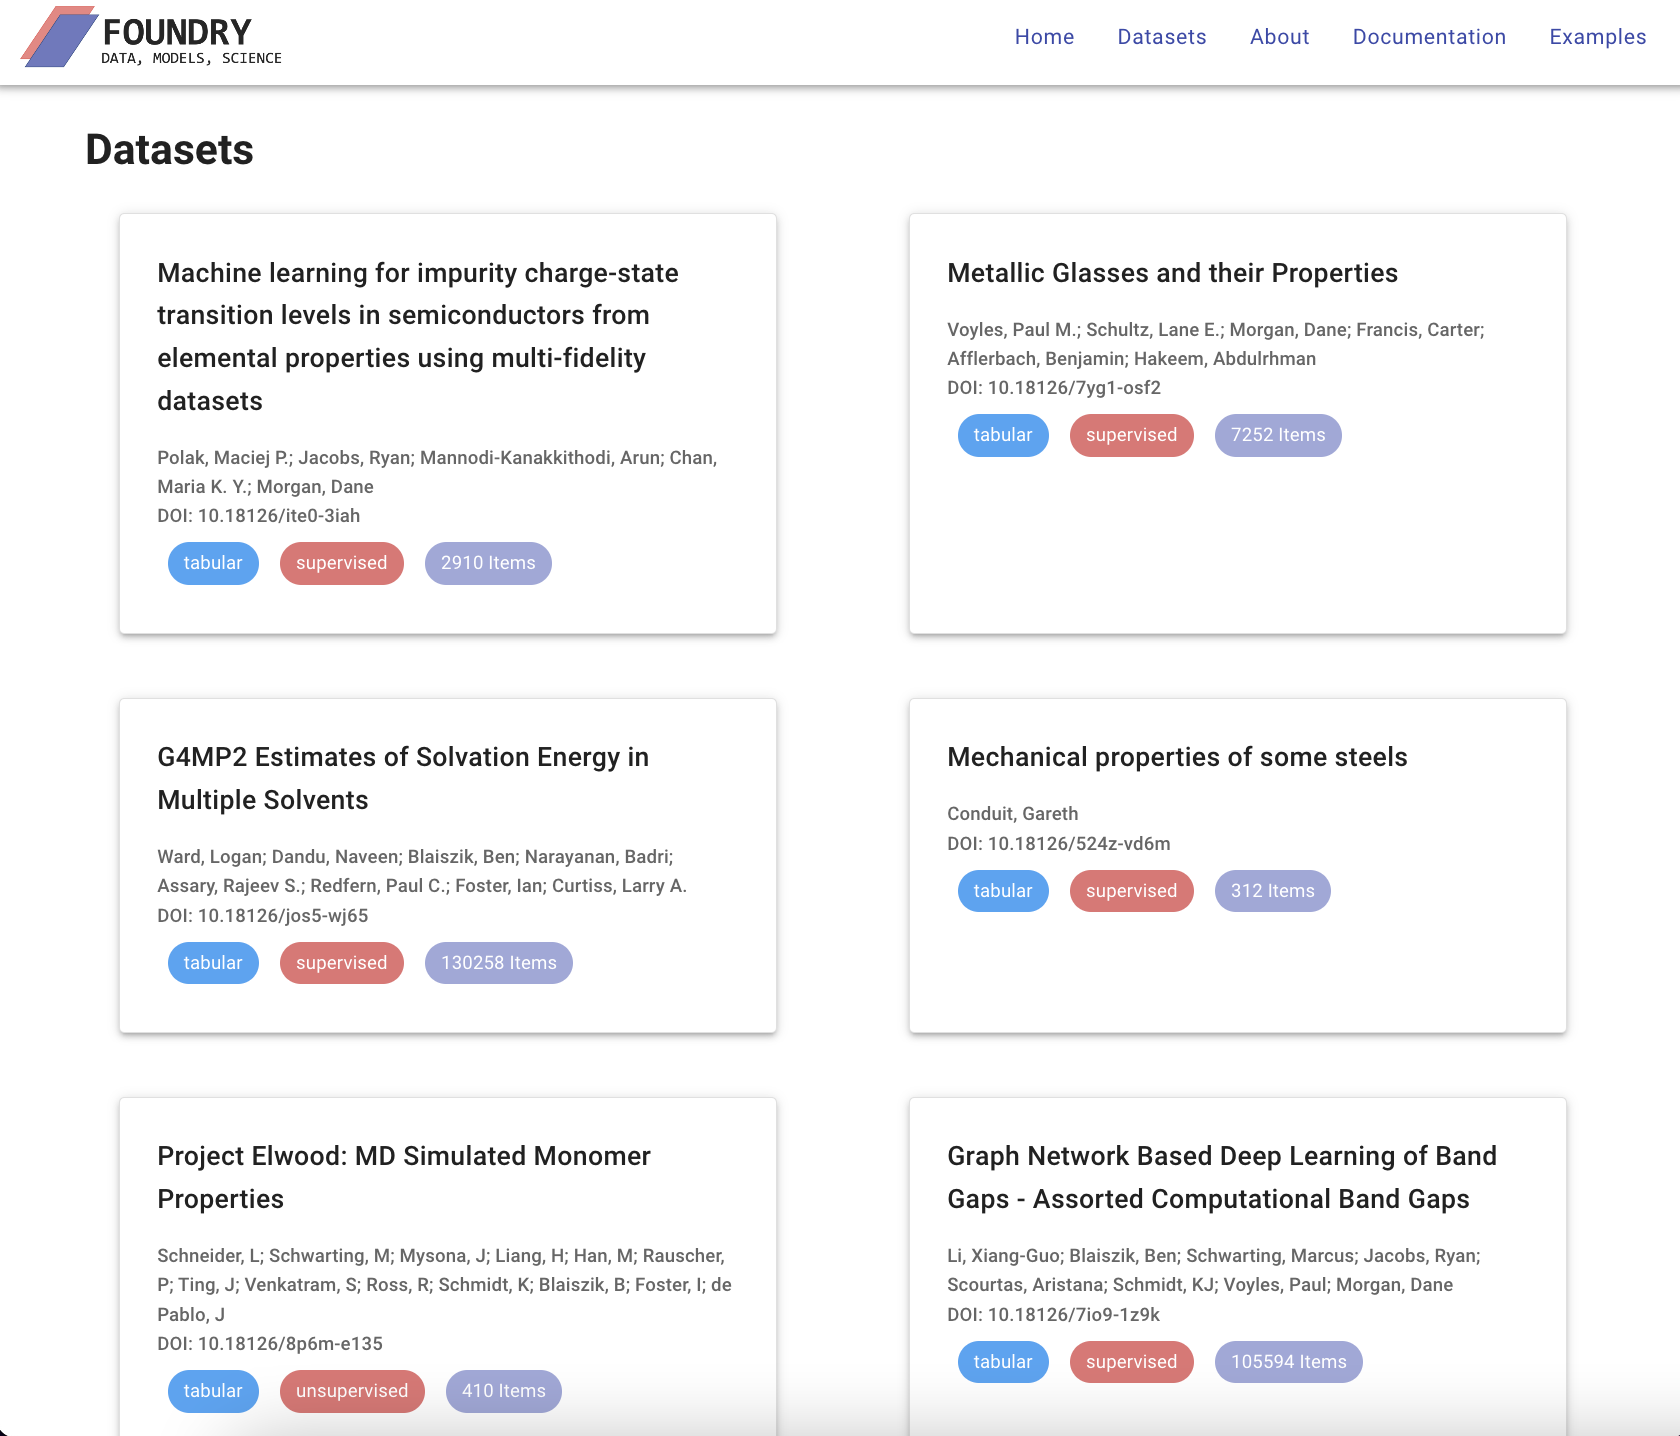 FOUNDRY
DATA, MODELS, SCIENCE
Home Datasets About Documentation Examples
Datasets
Machine learning for impurity charge-state
transition levels in semiconductors from
elemental properties using multi-fidelity
datasets
Polak, Maciej P.; Jacobs, Ryan; Mannodi-Kanakkithodi, Arun; Chan,
Maria K. Y.; Morgan, Dane
DOI: 10.18126/ite0-3iah
tabular supervised 2910 Items
Metallic Glasses and their Properties
Voyles, Paul M.; Schultz, Lane E.; Morgan, Dane; Francis, Carter;
Afflerbach, Benjamin; Hakeem, Abdulrhman
DOI: 10.18126/7yg1-osf2
tabular supervised 7252 Items
G4MP2 Estimates of Solvation Energy in
Multiple Solvents
Ward, Logan; Dandu, Naveen; Blaiszik, Ben; Narayanan, Badri;
Assary, Rajeev S.; Redfern, Paul C.; Foster, Ian; Curtiss, Larry A.
DOI: 10.18126/jos5-wj65
tabular supervised 130258 Items
Mechanical properties of some steels
Conduit, Gareth
DOI: 10.18126/524z-vd6m
tabular supervised 312 Items
Project Elwood: MD Simulated Monomer
Properties
Schneider, L; Schwarting, M; Mysona, J; Liang, H; Han, M; Rauscher,
P; Ting, J; Venkatram, S; Ross, R; Schmidt, K; Blaiszik, B; Foster, I; de
Pablo, J
DOI: 10.18126/8p6m-e135
tabular unsupervised 410 Items
Graph Network Based Deep Learning of Band
Gaps - Assorted Computational Band Gaps
Li, Xiang-Guo; Blaiszik, Ben; Schwarting, Marcus; Jacobs, Ryan;
Scourtas, Aristana; Schmidt, KJ; Voyles, Paul; Morgan, Dane
DOI: 10.18126/7io9-1z9k
tabular supervised 105594 Items